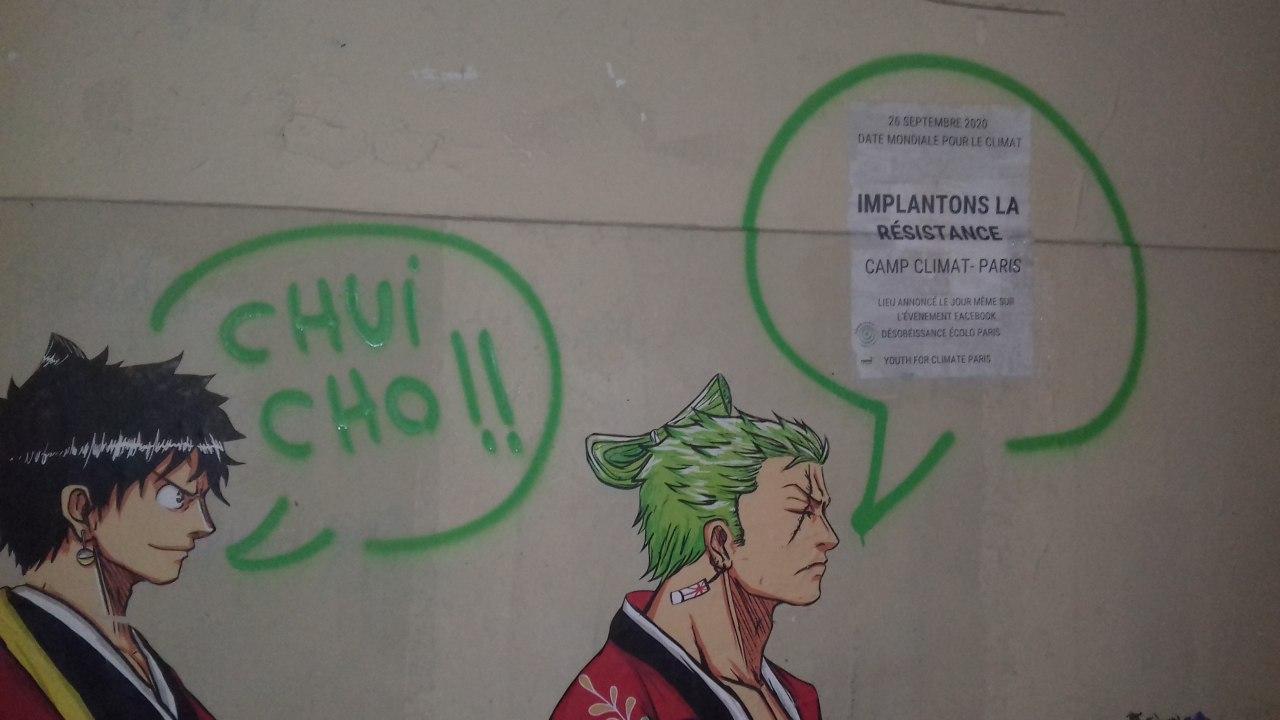 CHUI
CHO !!
26 SEPTEMBRE 2020
DATE MONDIALE POUR LE CLIMAT
IMPLANTONS LA
RÉSISTANCE
CAMP CLIMAT- PARIS
LIEU ANNONCÉ LE JOUR MÊME SUR
L'ÉVENEMENT FACEBOOK
DÉSOBÉISSANCE ÉCOLO PARIS
YOUTH FOR CLIMATE PARIS